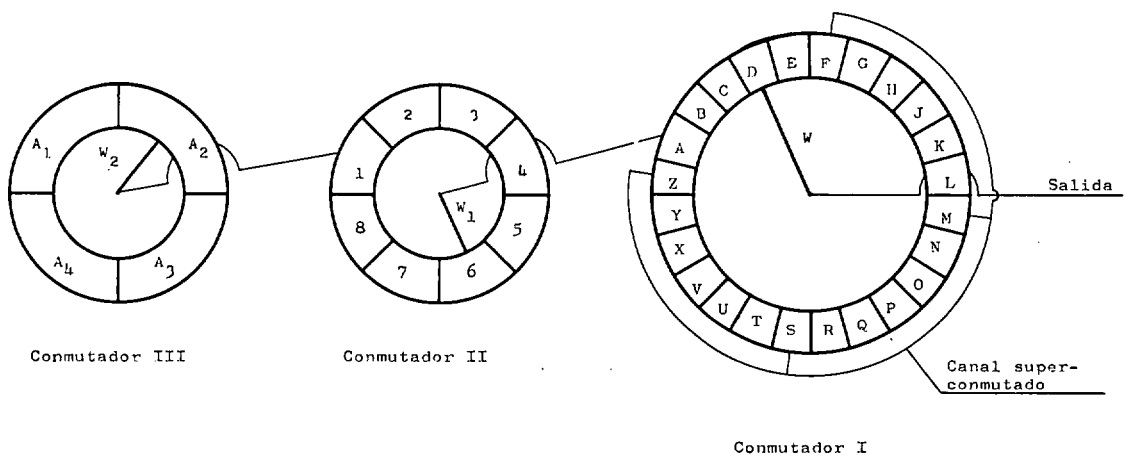 A1
A2
A3
A4
W2
1
2
3
4
5
6
7
8
W1
A
B
C
D
E
F
G
H
J
K
L
M
N
O
P
Q
R
S
T
U
V
X
Y
Z
W
Salida
Canal super-
conmutado
Conmutador III
Conmutador II
Conmutador I